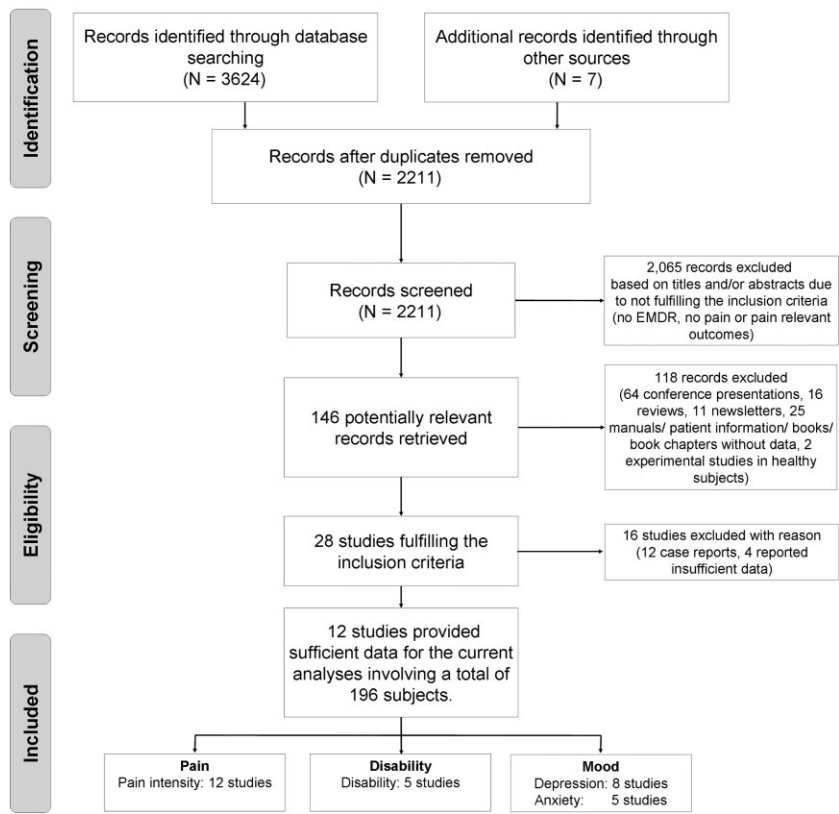 Identification
Records identified through database
searching
(N = 3624)
Additional records identified through
other sources
(N = 7)
Records after duplicates removed
(N = 2211)
Screening
Records screened
(N = 2211)
2,065 records excluded
based on titles and/or abstracts due
to not fulfilling the inclusion criteria
(no EMDR, no pain or pain relevant
outcomes)
146 potentially relevant
records retrieved
118 records excluded
(64 conference presentations, 16
reviews, 11 newsletters, 25
manuals/ patient information/ books/
book chapters without data, 2
experimental studies in healthy
subjects)
Eligibility
28 studies fulfilling the
inclusion criteria
16 studies excluded with reason
(12 case reports, 4 reported
insufficient data)
Included
12 studies provided
sufficient data for the current
analyses involving a total of
196 subjects.
Pain
Pain intensity: 12 studies
Disability
Disability: 5 studies
Mood
Depression: 8 studies
Anxiety: 5 studies